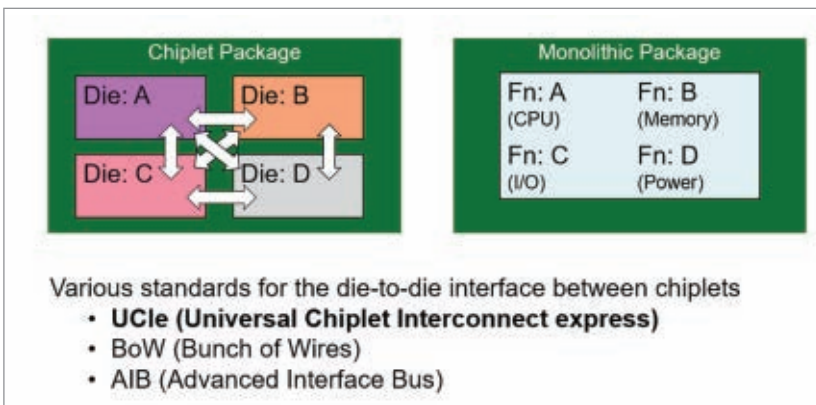 Chiplet Package
Die: A
Die: B
Die: C
Die: D
Monolithic Package
Fn: A
(CPU)
Fn: B
(Memory)
Fn: C
(I/O)
Fn: D
(Power)
Various standards for the die-to-die interface between chiplets
• UCIe (Universal Chiplet Interconnect express)
• BoW (Bunch of Wires)
• AIB (Advanced Interface Bus)